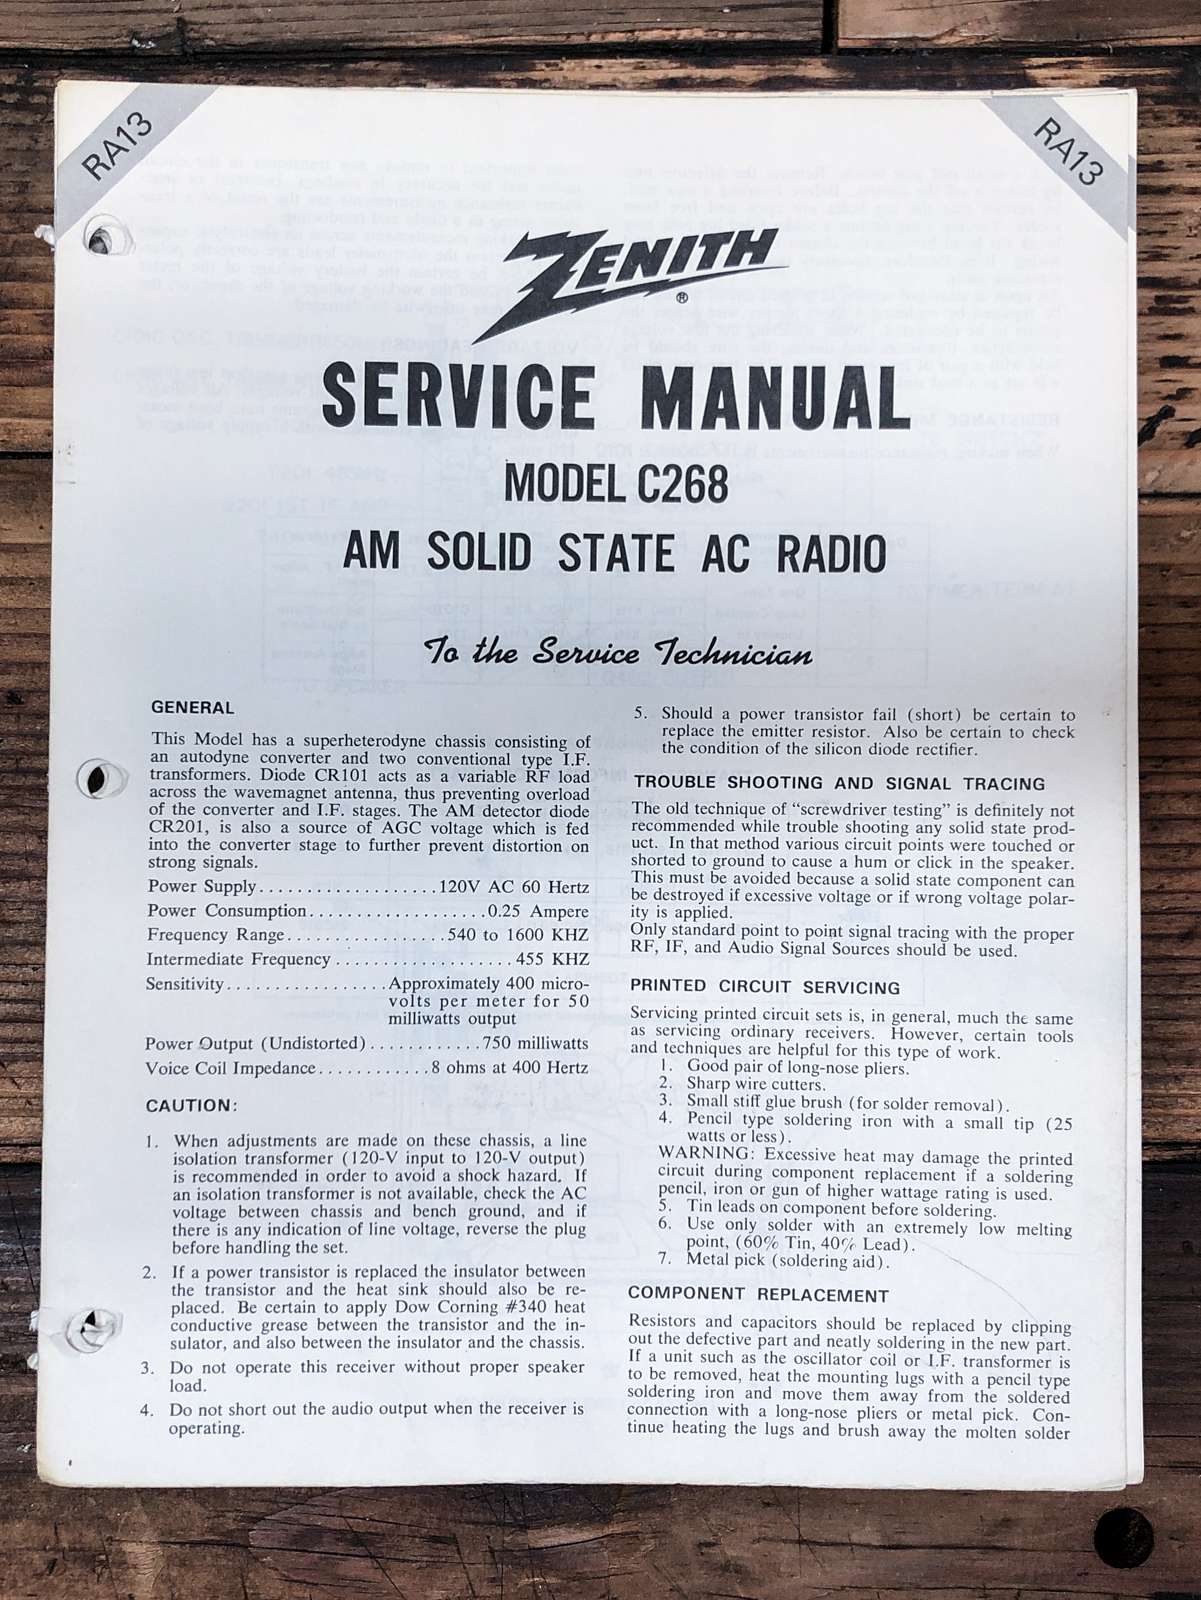 RA13
RA13
ZENITH
®
SERVICE MANUAL
MODEL C268
AM SOLID STATE AC RADIO
To the Service Technician
GENERAL
This Model has a superheterodyne chassis consisting of
an autodyne converter and two conventional type I.F.
transformers. Diode CR101 acts as a variable RF load
across the wavemagnet antenna, thus preventing overload
of the converter and I.F. stages. The AM detector diode
CR201, is also a source of AGC voltage which is fed
into the converter stage to further prevent distortion on
strong signals.
Power Supply..................120V AC 60 Hertz
Power Consumption...................0.25 Ampere
Frequency Range................540 to 1600 KHZ
Intermediate Frequency..................455 KHZ
Sensitivity................Approximately 400 micro-
volts per meter for 50
milliwatts output
Power Output (Undistorted)............750 milliwatts
Voice Coil Impedance............8 ohms at 400 Hertz
CAUTION:
1. When adjustments are made on these chassis, a line
isolation transformer (120-V input to 120-V output)
is recommended in order to avoid a shock hazard. If
an isolation transformer is not available, check the AC
voltage between chassis and bench ground, and if
there is any indication of line voltage, reverse the plug
before handling the set.
2. If a power transistor is replaced the insulator between
the transistor and the heat sink should also be re-
placed. Be certain to apply Dow Corning #340 heat
conductive grease between the transistor and the in-
sulator, and also between the insulator and the chassis.
3. Do not operate this receiver without proper speaker
load.
4. Do not short out the audio output when the receiver is
operating.
5. Should a power transistor fail (short) be certain to
replace the emitter resistor. Also be certain to check
the condition of the silicon diode rectifier.
TROUBLE SHOOTING AND SIGNAL TRACING
The old technique of "screwdriver testing" is definitely not
recommended while trouble shooting any solid state prod-
uct. In that method various circuit points were touched or
shorted to ground to cause a hum or click in the speaker.
This must be avoided because a solid state component can
be destroyed if excessive voltage or if wrong voltage polar-
ity is applied.
Only standard point to point signal tracing with the proper
RF, IF, and Audio Signal Sources should be used.
PRINTED CIRCUIT SERVICING
Servicing printed circuit sets is, in general, much the same
as servicing ordinary receivers. However, certain tools
and techniques are helpful for this type of work.
1. Good pair of long-nose pliers.
2. Sharp wire cutters.
3. Small stiff glue brush (for solder removal).
4. Pencil type soldering iron with a small tip (25
watts or less).
WARNING: Excessive heat may damage the printed
circuit during component replacement if a soldering
pencil, iron or gun of higher wattage rating is used.
5. Tin leads on component before soldering.
6. Use only solder with an extremely low melting
point, (60% Tin, 40% Lead).
7. Metal pick (soldering aid).
COMPONENT REPLACEMENT
Resistors and capacitors should be replaced by clipping
out the defective part and neatly soldering in the new part.
If a unit such as the oscillator coil or I.F. transformer is
to be removed, heat the mounting lugs with a pencil type
soldering iron and move them away from the soldered
connection with a long-nose pliers or metal pick. Con-
tinue heating the lugs and brush away the molten solder